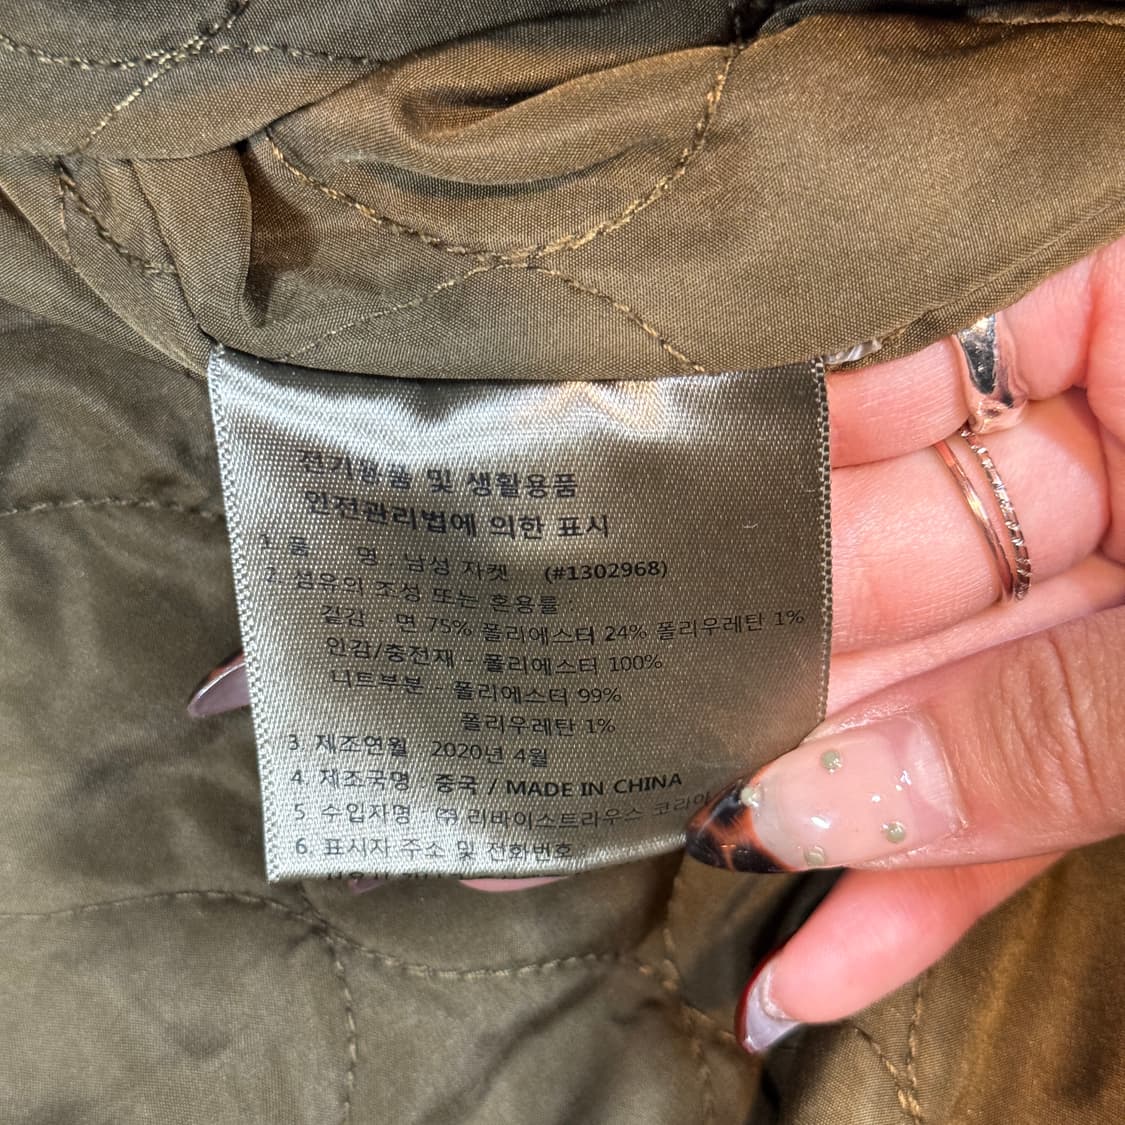 전기용품 및 생활용품
안전관리법에 의한 표시
1. 품 명 : 남성 자켓 (#1302968)
2. 섬유의 조성 또는 혼용률 :
겉감 - 면 75% 폴리에스터 24% 폴리우레탄 1%
안감/충전재 - 폴리에스터 100%
니트부분 - 폴리에스터 99%
폴리우레탄 1%
3. 제조연월 2020년 4월
4. 제조국명 : 중국 / MADE IN CHINA
5. 수입자명 : ㈜리바이스트라우스 코리아
6. 표시자 주소 및 전화번호